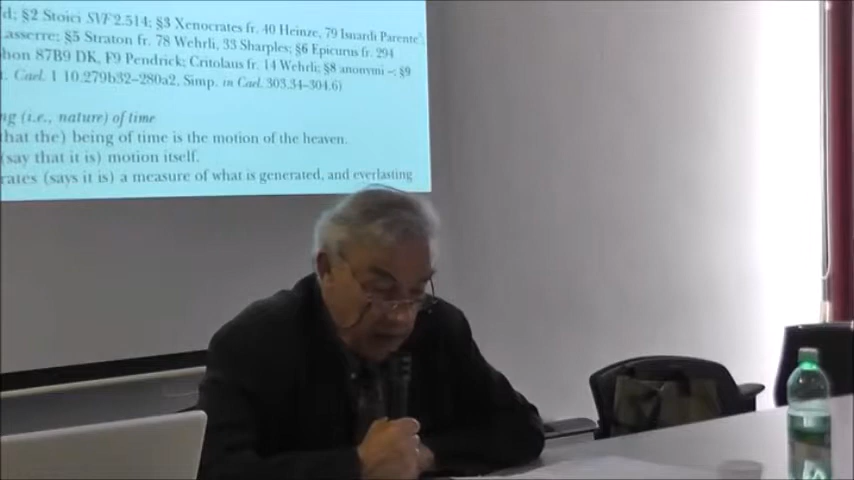 d; §2 Stoici SVF 2.514; §3 Xenocrates fr. 40 Heinze, 79 Isnardi Parente;
asserre; §5 Straton fr. 78 Wehrli, 33 Sharples; §6 Epicurus fr. 294
hon 87B9 DK, F9 Pendrick; Critolaus fr. 14 Wehrli; §8 anonymi –; §9
t. Cael. 1 10.279b32–280a2, Simp. in Cael. 303.34–304.6)
ng (i.e., nature) of time
that the) being of time is the motion of the heaven.
(say that it is) motion itself.
rates (says it is) a measure of what is generated, and everlasting